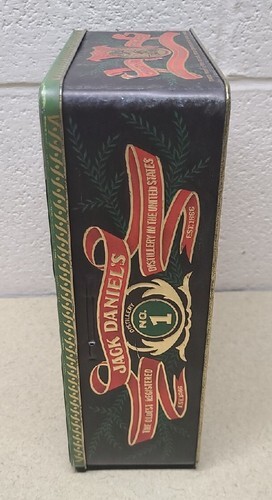 JACK DANIEL'S
DISTILLERY
NO.
1
THE OLDEST REGISTERED
DISTILLERY IN THE UNITED STATES
EST. 1866